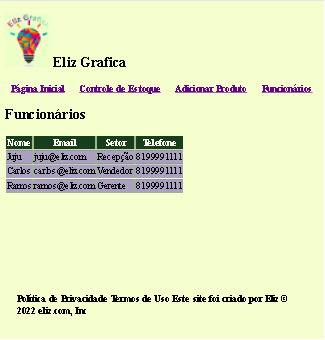 Eliz Grafica
Eliz Grafica
Página Inicial Controle de Estoque Adicionar Produto Funcionários
Funcionários
Nome Email Setor Telefone
Juju juju@eliz.com Recepção 8199991111
Carlos carlos@eliz.com Vendedor 8199991111
Ramos ramos@eliz.com Gerente 8199991111
Politica de Privacidade Termos de Uso Este site foi criado por Eliz ©
2022 eliz.com, Inc